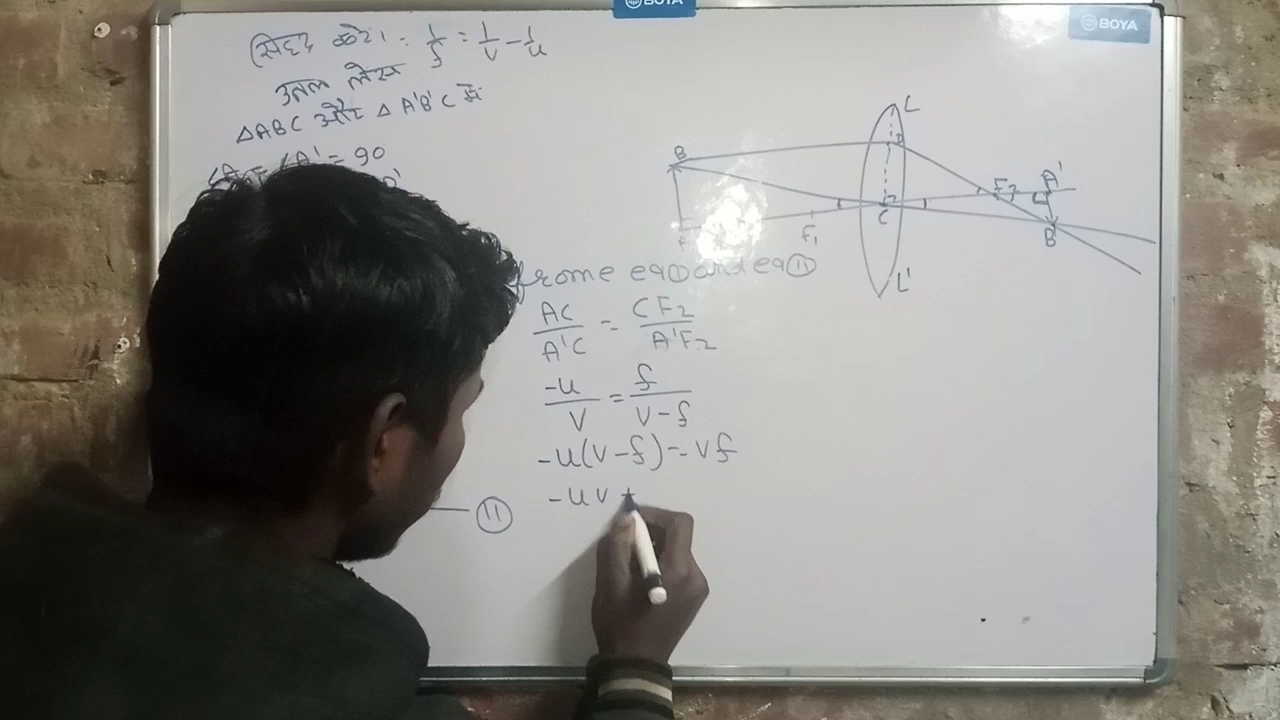 BOYA
BOYA
सिद्ध करो। : 1/f = 1/v - 1/u
उत्तल लेंस
△ABC और △A'B'C में
∠A = ∠A' = 90
B'
frome eq① and eq⑪
AC/A'C = CF₂/A'F₂
-u/v = f/v-f
-u(v-f)=vf
-uv +
⑪
L
B
D
A'
F₂
C
F₁
B'
L'